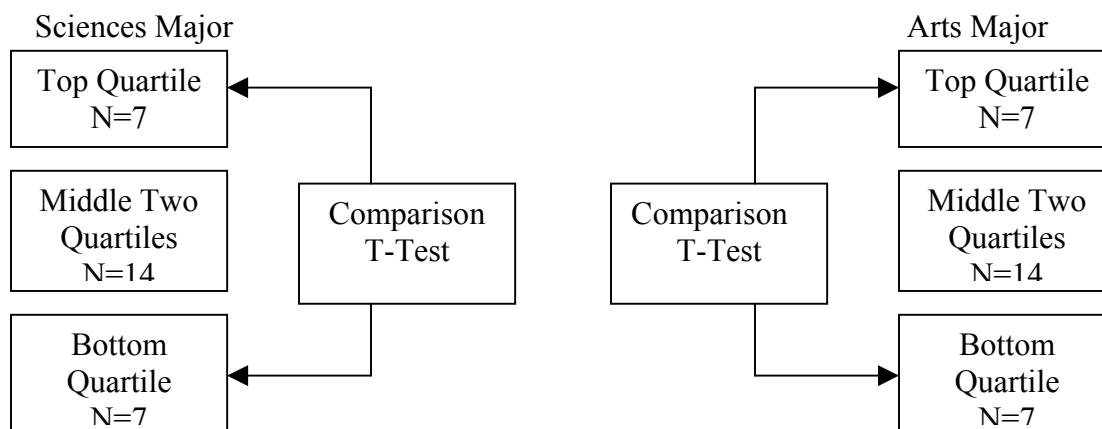 Sciences Major
Top Quartile
N=7
Middle Two
Quartiles
N=14
Bottom
Quartile
N=7
Comparison
T-Test
Comparison
T-Test
Arts Major
Top Quartile
N=7
Middle Two
Quartiles
N=14
Bottom
Quartile
N=7